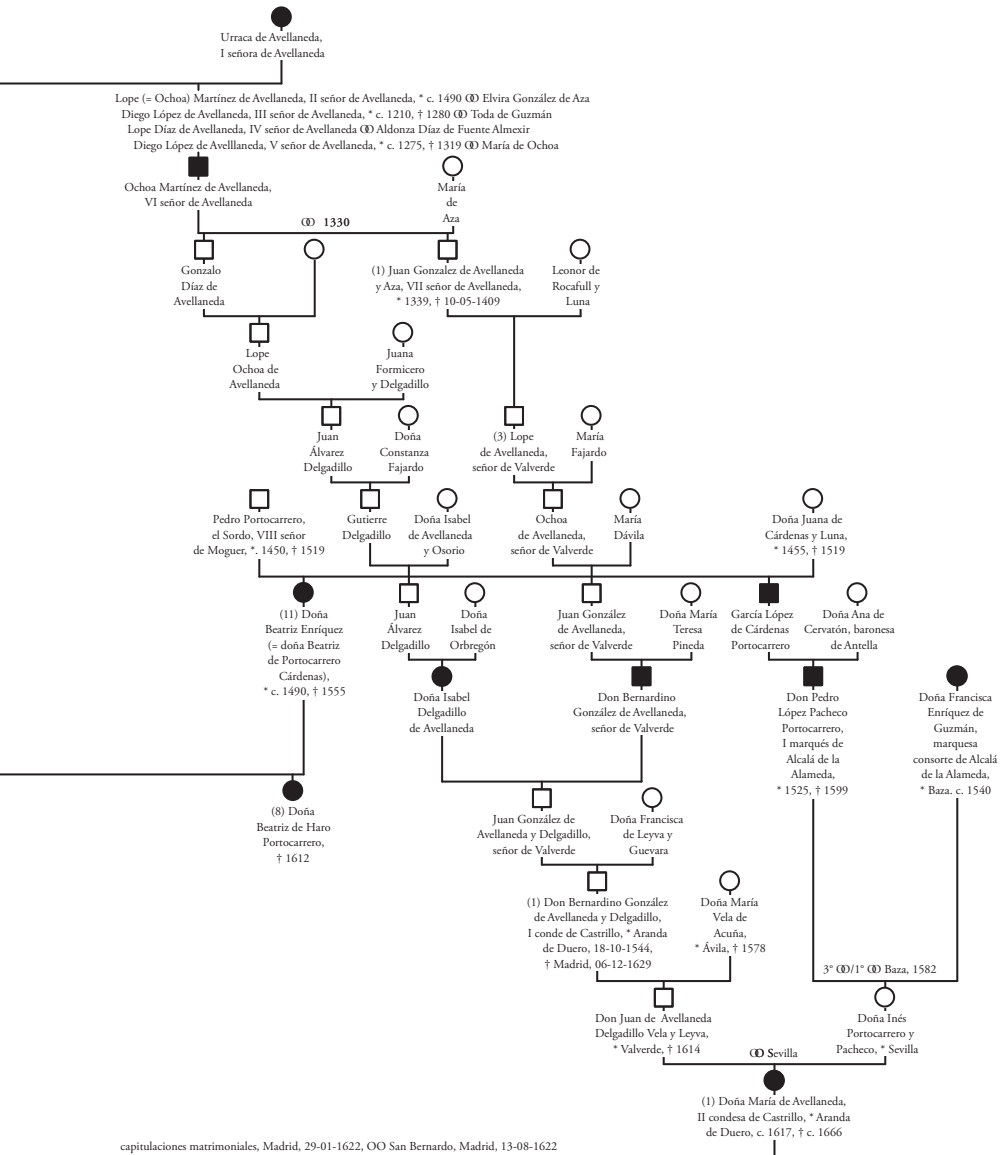 Urraca de Avellaneda,
I señora de Avellaneda
Lope (= Ochoa) Martínez de Avellaneda, II señor de Avellaneda, * c. 1490 OO Elvira González de Aza
Diego López de Avellaneda, III señor de Avellaneda, * c. 1210, † 1280 OO Toda de Guzmán
Lope Díaz de Avellaneda, IV señor de Avellaneda OO Aldonza Díaz de Fuente Almexir
Diego López de Avelllaneda, V señor de Avellaneda, * c. 1275, † 1319 OO María de Ochoa
Ochoa Martínez de Avellaneda,
VI señor de Avellaneda
María
de
Aza
OO 1330
Gonzalo
Díaz de
Avellaneda
(1) Juan Gonzalez de Avellaneda
y Aza, VII señor de Avellaneda,
* 1339, † 10-05-1409
Leonor de
Rocafull y
Luna
Lope
Ochoa de
Avellaneda
Juana
Formicero
y Delgadillo
Juan
Álvarez
Delgadillo
Doña
Constanza
Fajardo
(3) Lope
de Avellaneda,
señor de Valverde
María
Fajardo
Pedro Portocarrero,
el Sordo, VIII señor
de Moguer, *. 1450, † 1519
Gutierre
Delgadillo
Doña Isabel
de Avellaneda
y Osorio
Ochoa
de Avellaneda,
señor de Valverde
María
Dávila
Doña Juana de
Cárdenas y Luna,
* 1455, † 1519
(11) Doña
Beatriz Enríquez
(= doña Beatriz
de Portocarrero
Cárdenas),
* c. 1490, † 1555
Juan
Álvarez
Delgadillo
Doña
Isabel de
Orbregón
Juan González
de Avellaneda,
señor de Valverde
Doña María
Teresa
Pineda
García López
de Cárdenas
Portocarrero
Doña Ana de
Cervatón, baronesa
de Antella
Doña Isabel
Delgadillo
de Avellaneda
Don Bernardino
González de Avellaneda,
señor de Valverde
Don Pedro
López Pacheco
Portocarrero,
I marqués de
Alcalá de la
Alameda,
* 1525, † 1599
Doña Francisca
Enríquez de
Guzmán,
marquesa
consorte de Alcalá
de la Alameda,
* Baza. c. 1540
(8) Doña
Beatriz de Haro
Portocarrero,
† 1612
Juan González de
Avellaneda y Delgadillo,
señor de Valverde
Doña Francisca
de Leyva y
Guevara
(1) Don Bernardino González
de Avellaneda y Delgadillo,
I conde de Castrillo, * Aranda
de Duero, 18-10-1544,
† Madrid, 06-12-1629
Doña María
Vela de
Acuña,
* Ávila, † 1578
3° OO/1° OO Baza, 1582
Don Juan de Avellaneda
Delgadillo Vela y Leyva,
* Valverde, † 1614
Doña Inés
Portocarrero y
Pacheco, * Sevilla
OO Sevilla
(1) Doña María de Avellaneda,
II condesa de Castrillo, * Aranda
de Duero, c. 1617, † c. 1666
capitulaciones matrimoniales, Madrid, 29-01-1622, OO San Bernardo, Madrid, 13-08-1622